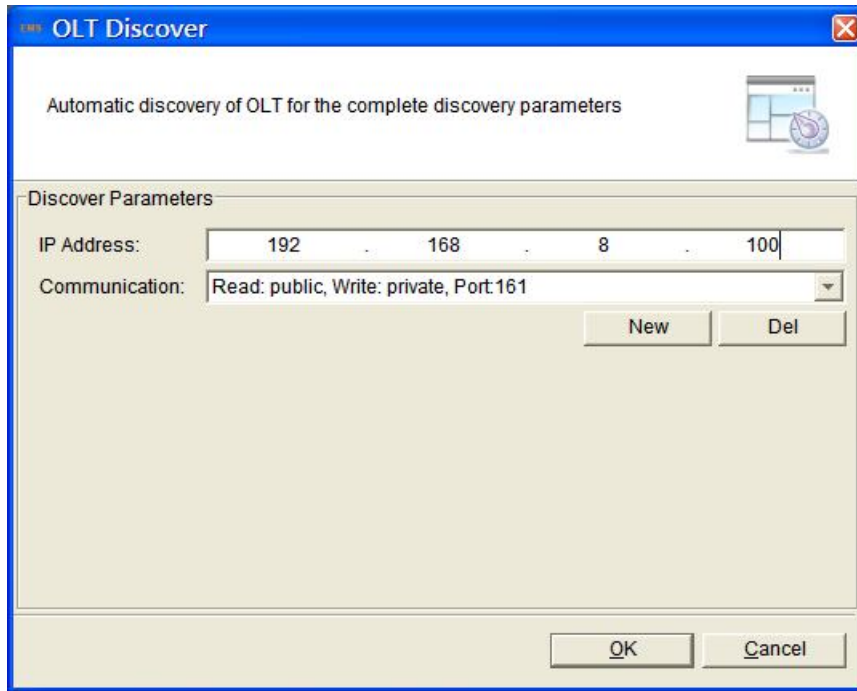 EMS OLT Discover
Automatic discovery of OLT for the complete discovery parameters
Discover Parameters
IP Address: 192 . 168 . 8 . 100
Communication: Read: public, Write: private, Port:161
New Del
OK Cancel